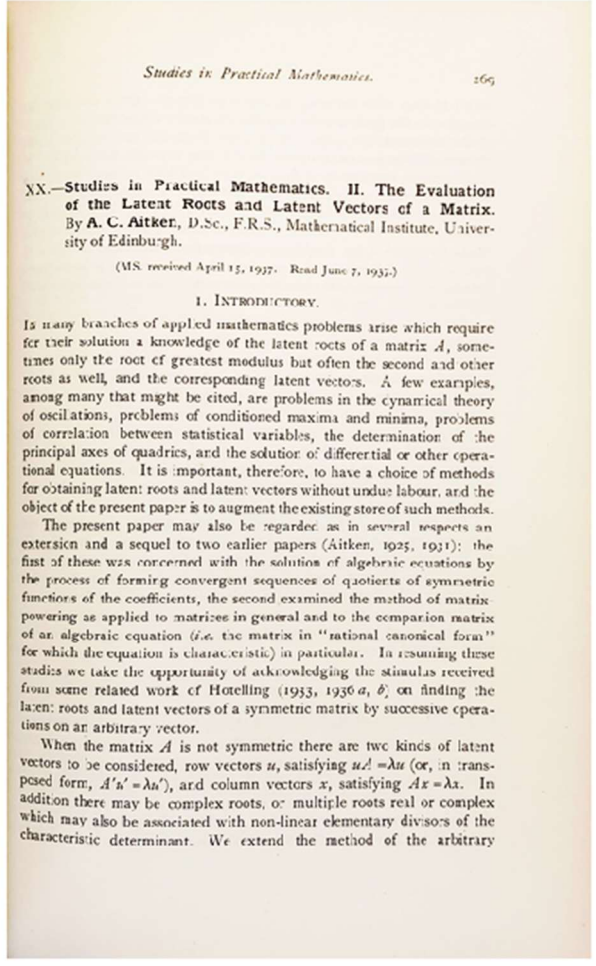 Studies in Practical Mathematics. 269
XX.—Studies in Practical Mathematics. II. The Evaluation
of the Latent Roots and Latent Vectors of a Matrix.
By A. C. Aitken, D.Sc., F.R.S., Mathematical Institute, Univer-
sity of Edinburgh.
(MS. received April 15, 1937. Read June 7, 1937.)
1. INTRODUCTORY.
In many branches of applied mathematics problems arise which require
for their solution a knowledge of the latent roots of a matrix A, some-
times only the root of greatest modulus but often the second and other
roots as well, and the corresponding latent vectors. A few examples,
among many that might be cited, are problems in the dynamical theory
of oscillations, problems of conditioned maxima and minima, problems
of correlation between statistical variables, the determination of the
principal axes of quadrics, and the solution of differential or other opera-
tional equations. It is important, therefore, to have a choice of methods
for obtaining latent roots and latent vectors without undue labour, and the
object of the present paper is to augment the existing store of such methods.
The present paper may also be regarded as in several respects an
extension and a sequel to two earlier papers (Aitken, 1925, 1931); the
first of these was concerned with the solution of algebraic equations by
the process of forming convergent sequences of quotients of symmetric
functions of the coefficients, the second examined the method of matrix
powering as applied to matrices in general and to the companion matrix
of an algebraic equation (i.e. the matrix in "rational canonical form"
for which the equation is characteristic) in particular. In resuming these
studies we take the opportunity of acknowledging the stimulus received
from some related work of Hotelling (1933, 1936 a, b) on finding the
latent roots and latent vectors of a symmetric matrix by successive opera-
tions on an arbitrary vector.
When the matrix A is not symmetric there are two kinds of latent
vectors to be considered, row vectors u, satisfying uA = λu (or, in trans-
posed form, A'u' = λu'), and column vectors x, satisfying Ax = λx. In
addition there may be complex roots, or multiple roots real or complex
which may also be associated with non-linear elementary divisors of the
characteristic determinant. We extend the method of the arbitrary